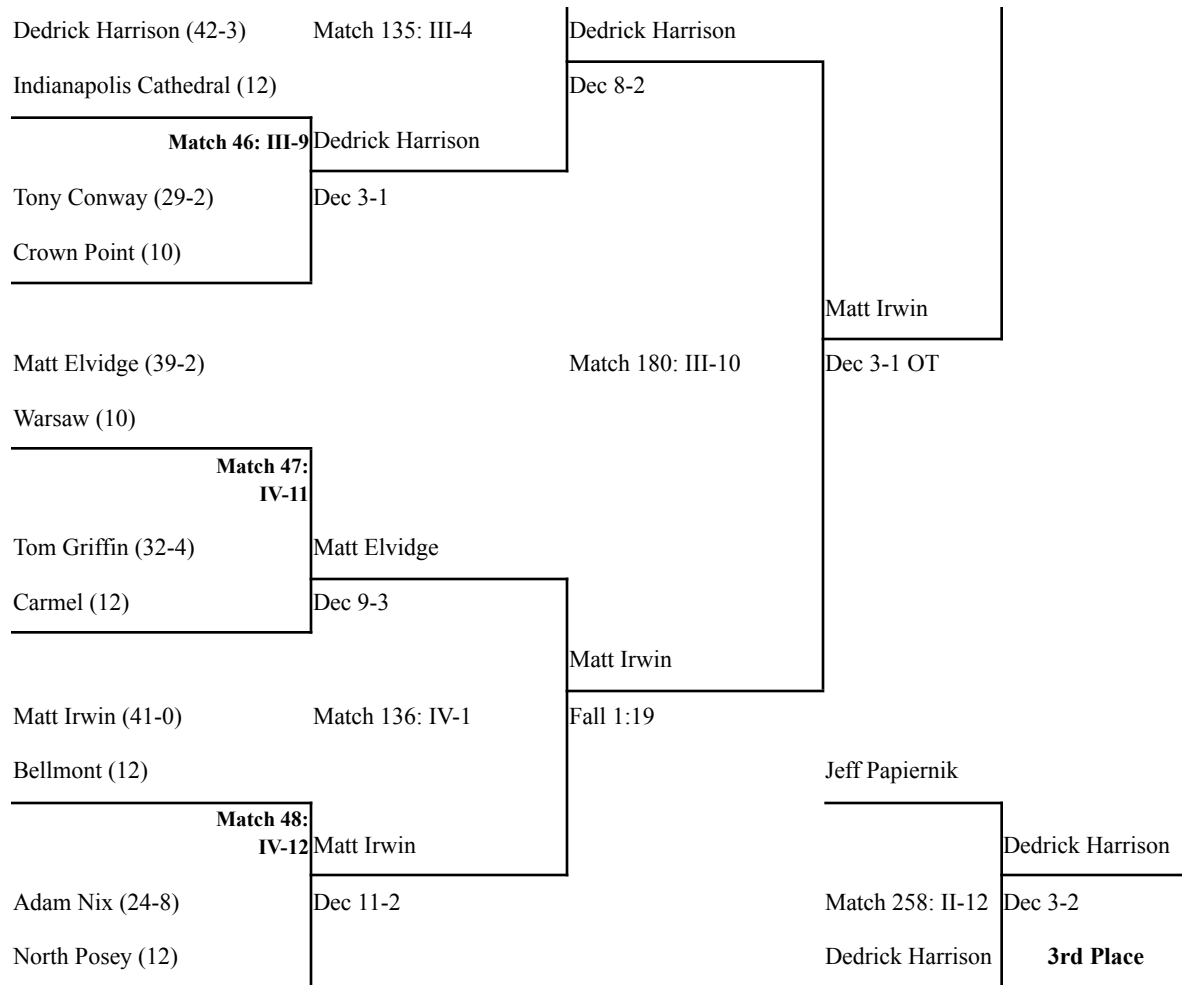 Dedrick Harrison (42-3) Match 135: III-4 Dedrick Harrison
Indianapolis Cathedral (12) Dec 8-2
Match 46: III-9 Dedrick Harrison
Tony Conway (29-2) Dec 3-1
Crown Point (10)
Matt Irwin
Matt Elvidge (39-2) Match 180: III-10 Dec 3-1 OT
Warsaw (10)
Match 47:
IV-11
Tom Griffin (32-4) Matt Elvidge
Carmel (12) Dec 9-3
Matt Irwin
Matt Irwin (41-0) Match 136: IV-1 Fall 1:19
Bellmont (12) Jeff Papiernik
Match 48:
IV-12 Matt Irwin Dedrick Harrison
Adam Nix (24-8) Dec 11-2 Match 258: II-12 Dec 3-2
North Posey (12) Dedrick Harrison 3rd Place